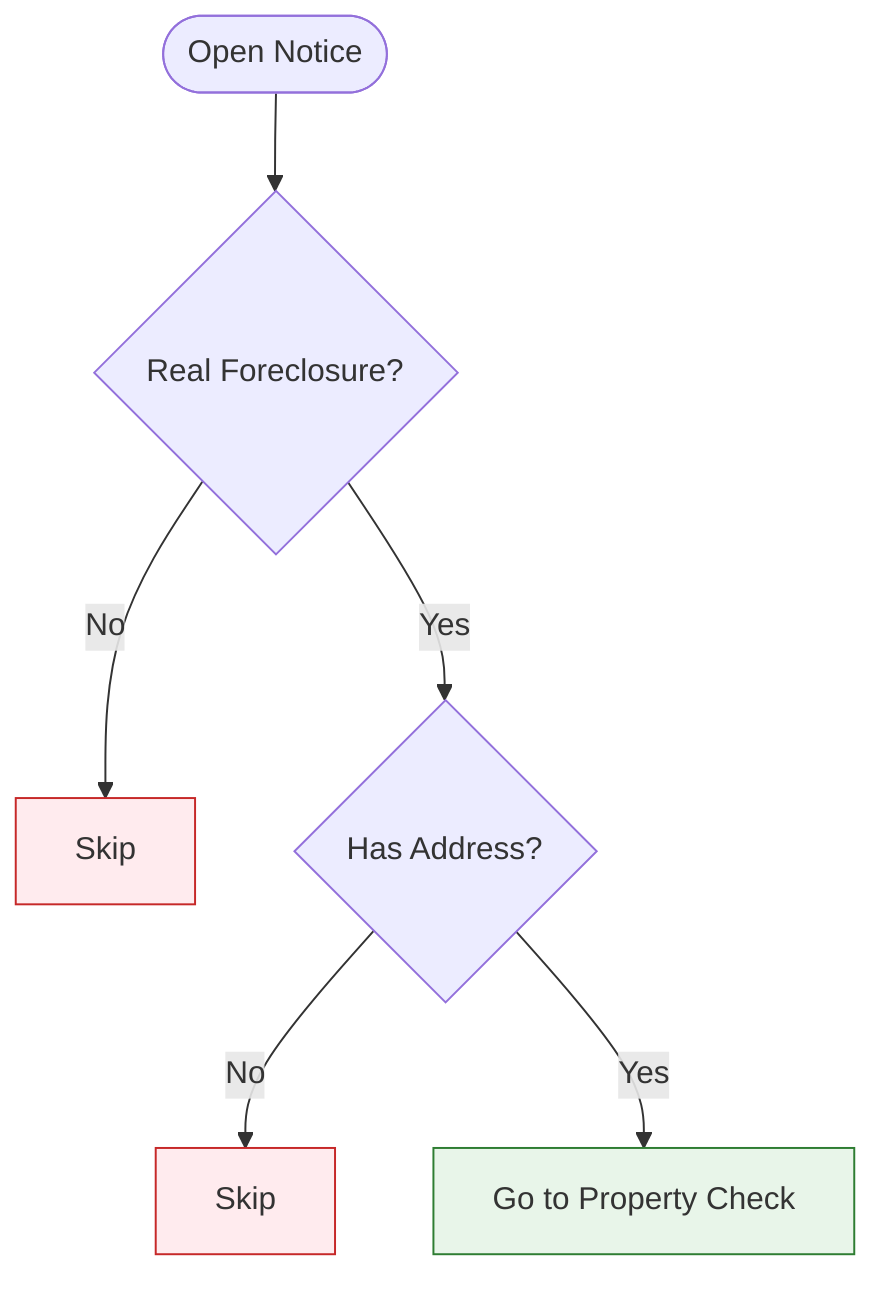 Open Notice
Real Foreclosure?
No
Yes
Skip
Has Address?
No
Yes
Skip
Go to Property Check